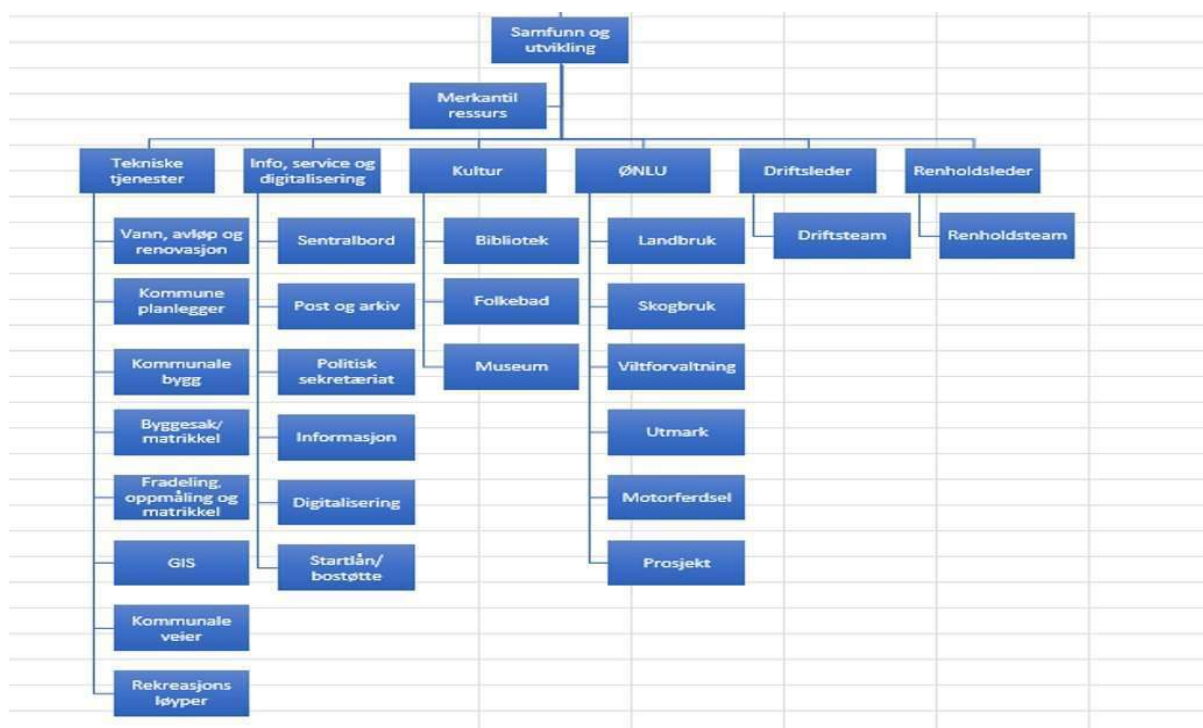 Samfunn og
utvikling
Merkantil
ressurs
Tekniske
tjenester
Info, service og
digitalisering
Kultur
ØNLU
Driftsleder
Renholdsleder
Vann, avløp og
renovasjon
Kommune
planlegger
Kommunale
bygg
Byggesak/
matrikkel
Fradeling,
oppmåling og
matrikkel
GIS
Kommunale
veier
Rekreasjons
løyper
Sentralbord
Post og arkiv
Politisk
sekretæriat
Informasjon
Digitalisering
Startlån/
bostøtte
Bibliotek
Folkebad
Museum
Landbruk
Skogbruk
Viltforvaltning
Utmark
Motorferdsel
Prosjekt
Driftsteam
Renholdsteam